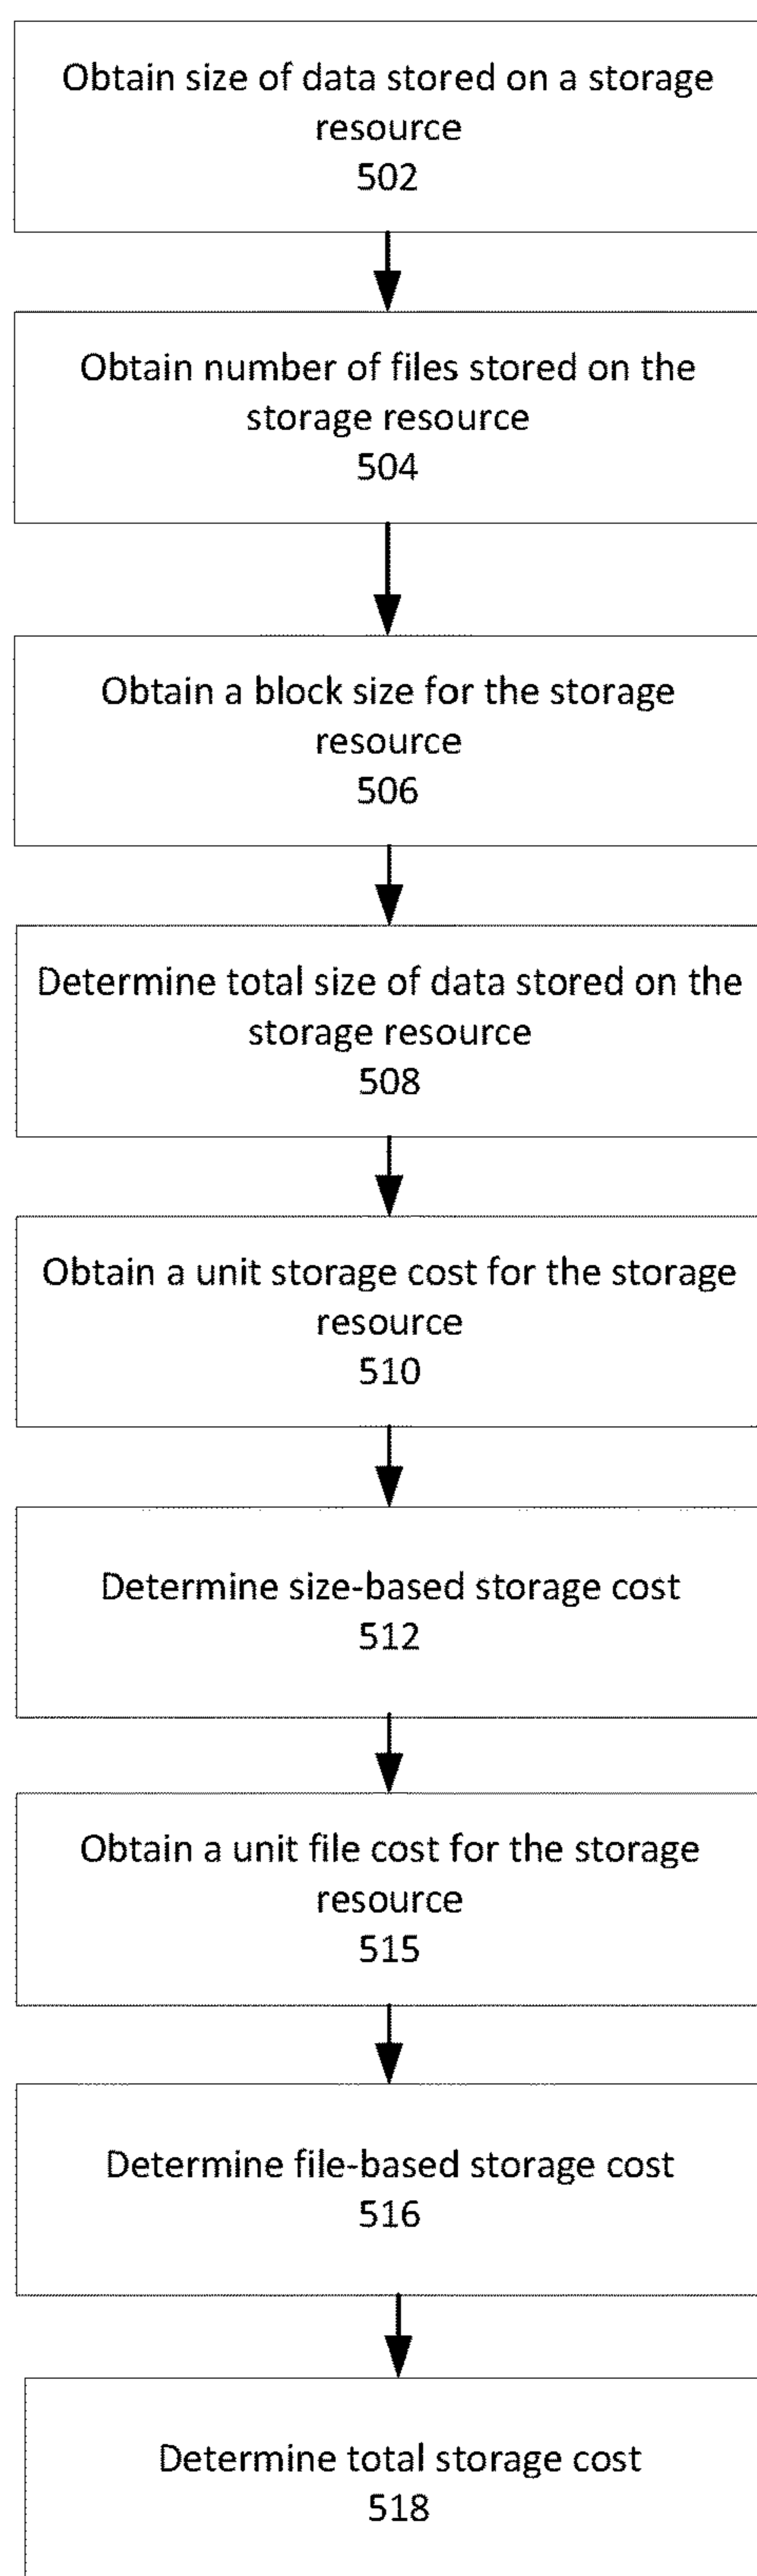 Obtain size of data stored on a storage
resource
502
Obtain number of files stored on the
storage resource
504
Obtain a block size for the storage
resource
506
Determine total size of data stored on the
storage resource
508
Obtain a unit storage cost for the storage
resource
510
Determine size-based storage cost
512
Obtain a unit file cost for the storage
resource
515
Determine file-based storage cost
516
Determine total storage cost
518